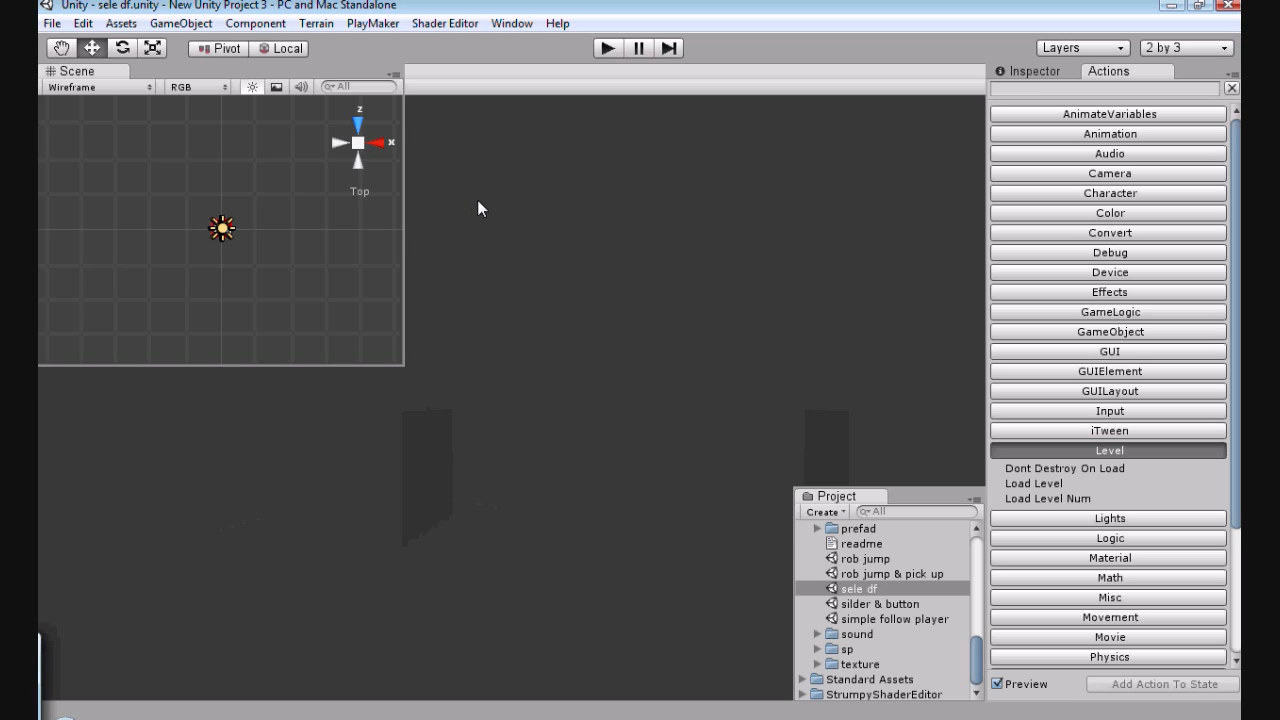 Unity - sele df.unity - New Unity Project 3 - PC and Mac Standalone
File Edit Assets GameObject Component Terrain PlayMaker Shader Editor Window Help
Pivot Local Layers 2 by 3
Scene
Inspector Actions
Wireframe RGB All
z
x
Top
AnimateVariables
Animation
Audio
Camera
Character
Color
Convert
Debug
Device
Effects
GameLogic
GameObject
GUI
GUIElement
GUILayout
Input
iTween
Level
Dont Destroy On Load
Load Level
Load Level Num
Lights
Logic
Material
Math
Misc
Movement
Movie
Physics
Preview Add Action To State
Project
Create All
prefad
readme
rob jump
rob jump & pick up
sele df
silder & button
simple follow player
sound
sp
texture
Standard Assets
StrumpyShaderEditor